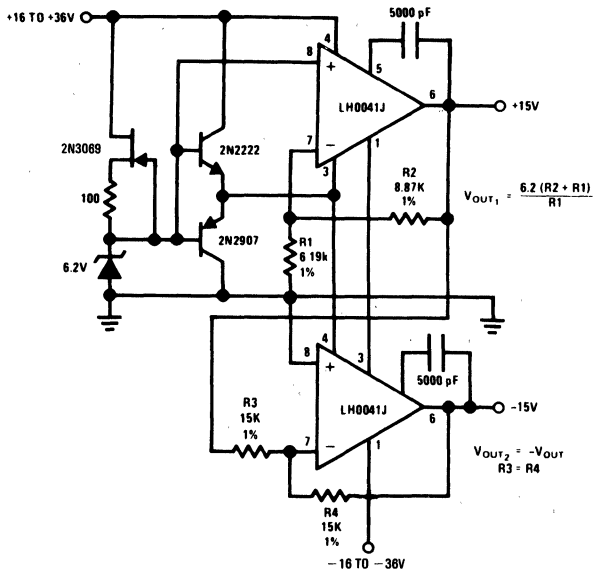 +16 TO +36V
5000 pF
4
8
+
5
LH0041J
6
+15V
2N3069
2N2222
7
−
3
1
R2
8.87K
1%
VOUT1 = 6.2 (R2 + R1)
R1
100
2N2907
R1
6.19k
1%
6.2V
4
3
8
+
5000 pF
LH0041J
6
−15V
R3
15K
1%
7
−
1
VOUT2 = −VOUT
R3 = R4
R4
15K
1%
−16 TO −36V